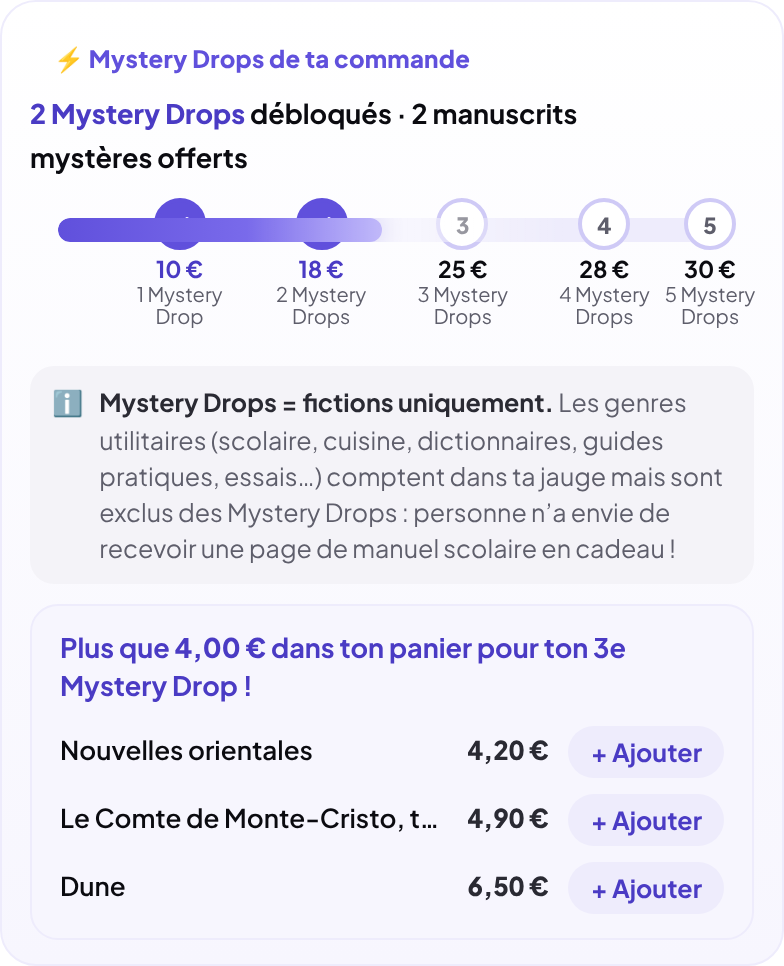 ⚡ Mystery Drops de ta commande
2 Mystery Drops débloqués · 2 manuscrits
mystères offerts
3 4 5
10 € 18 € 25 € 28 € 30 €
1 Mystery 2 Mystery 3 Mystery 4 Mystery 5 Mystery
Drop Drops Drops Drops Drops
ℹ️ Mystery Drops = fictions uniquement. Les genres
utilitaires (scolaire, cuisine, dictionnaires, guides
pratiques, essais…) comptent dans ta jauge mais sont
exclus des Mystery Drops : personne n’a envie de
recevoir une page de manuel scolaire en cadeau !
Plus que 4,00 € dans ton panier pour ton 3e
Mystery Drop !
Nouvelles orientales 4,20 € + Ajouter
Le Comte de Monte-Cristo, t… 4,90 € + Ajouter
Dune 6,50 € + Ajouter